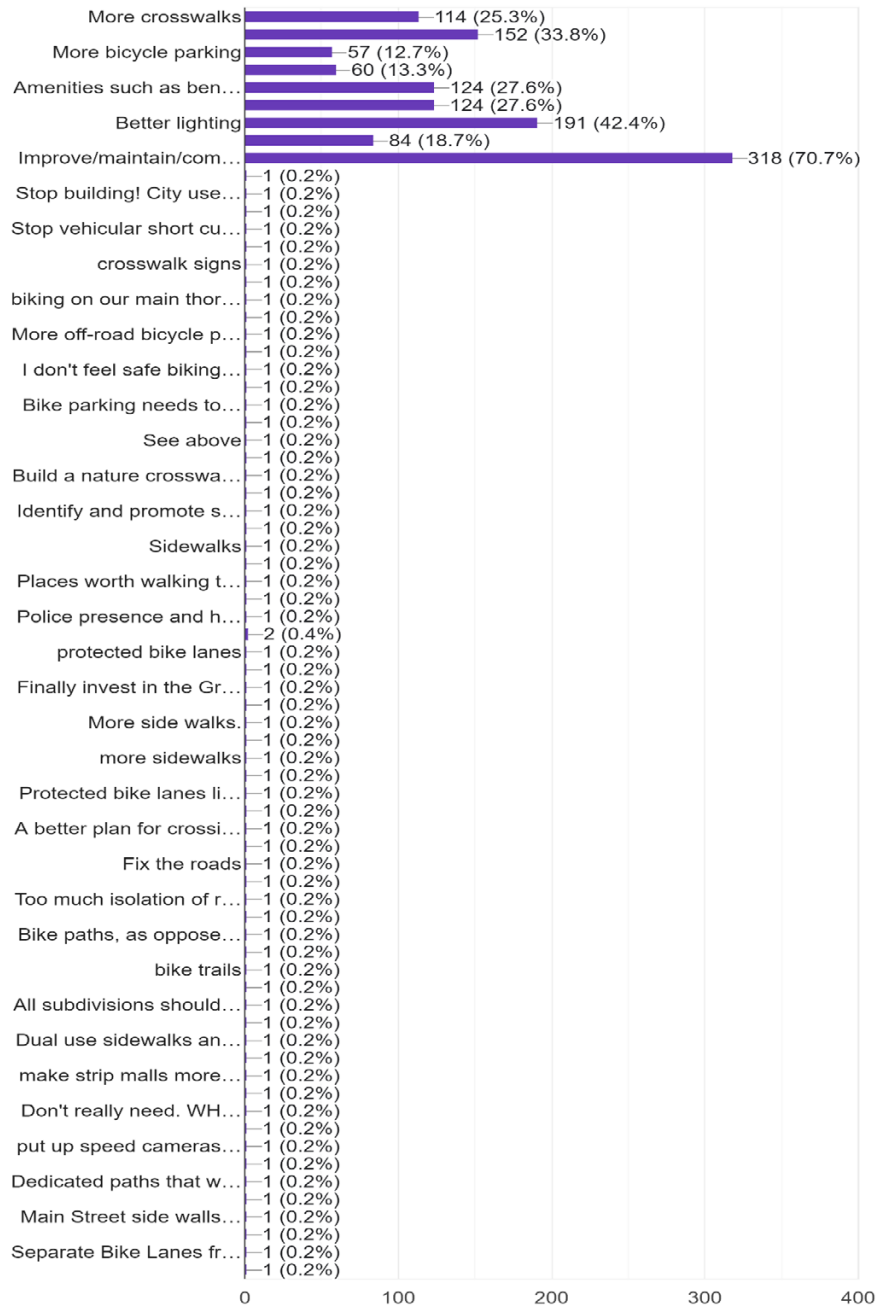 More crosswalks 114 (25.3%)
152 (33.8%)
More bicycle parking 57 (12.7%)
60 (13.3%)
Amenities such as ben… 124 (27.6%)
124 (27.6%)
Better lighting 191 (42.4%)
84 (18.7%)
Improve/maintain/com… 318 (70.7%)
1 (0.2%)
Stop building! City use… 1 (0.2%)
1 (0.2%)
Stop vehicular short cu… 1 (0.2%)
1 (0.2%)
crosswalk signs 1 (0.2%)
1 (0.2%)
biking on our main thor… 1 (0.2%)
1 (0.2%)
More off-road bicycle p… 1 (0.2%)
1 (0.2%)
I don't feel safe biking… 1 (0.2%)
1 (0.2%)
Bike parking needs to… 1 (0.2%)
1 (0.2%)
See above 1 (0.2%)
1 (0.2%)
Build a nature crosswa… 1 (0.2%)
1 (0.2%)
Identify and promote s… 1 (0.2%)
1 (0.2%)
Sidewalks 1 (0.2%)
1 (0.2%)
Places worth walking t… 1 (0.2%)
1 (0.2%)
Police presence and h… 1 (0.2%)
2 (0.4%)
protected bike lanes 1 (0.2%)
1 (0.2%)
Finally invest in the Gr… 1 (0.2%)
1 (0.2%)
More side walks. 1 (0.2%)
1 (0.2%)
more sidewalks 1 (0.2%)
1 (0.2%)
Protected bike lanes li… 1 (0.2%)
1 (0.2%)
A better plan for crossi… 1 (0.2%)
1 (0.2%)
Fix the roads 1 (0.2%)
1 (0.2%)
Too much isolation of r… 1 (0.2%)
1 (0.2%)
Bike paths, as oppose… 1 (0.2%)
1 (0.2%)
bike trails 1 (0.2%)
1 (0.2%)
All subdivisions should… 1 (0.2%)
1 (0.2%)
Dual use sidewalks an… 1 (0.2%)
1 (0.2%)
make strip malls more… 1 (0.2%)
1 (0.2%)
Don't really need. WH… 1 (0.2%)
1 (0.2%)
put up speed cameras… 1 (0.2%)
1 (0.2%)
Dedicated paths that w… 1 (0.2%)
1 (0.2%)
Main Street side walls… 1 (0.2%)
1 (0.2%)
Separate Bike Lanes fr… 1 (0.2%)
1 (0.2%)
0 100 200 300 400